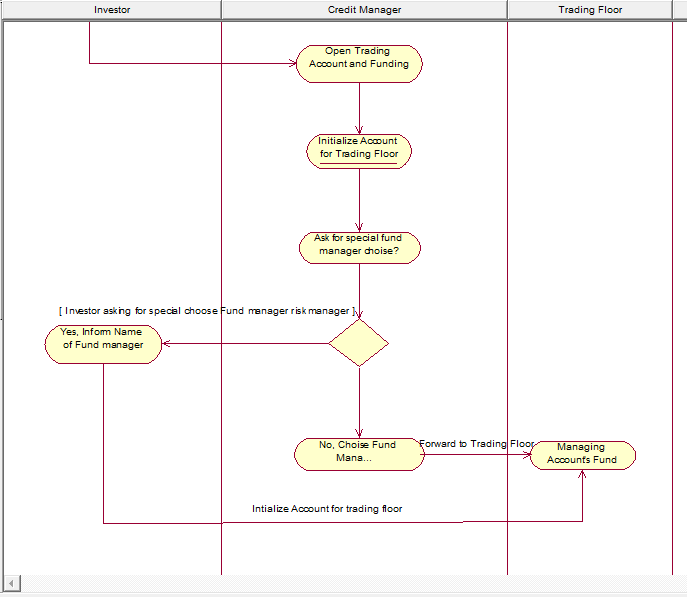 Investor
Credit Manager
Trading Floor
Open Trading
Account and Funding
Initialize Account
for Trading Floor
Ask for special fund
manager choise?
[ Investor asking for special choose Fund manager risk manager ]
Yes, Inform Name
of Fund manager
No, Choise Fund
Mana...
Forward to Trading Floor
Managing
Account's Fund
Intialize Account for trading floor